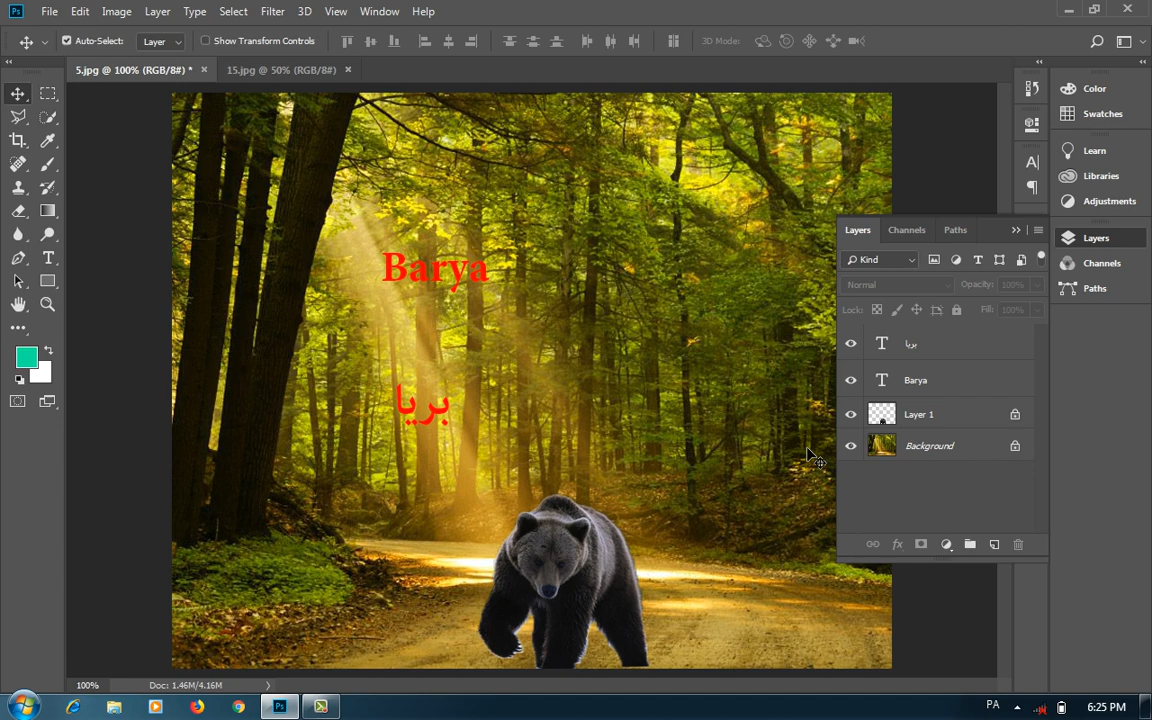 Ps File Edit Image Layer Type Select Filter 3D View Window Help
Auto-Select: Layer Show Transform Controls 3D Mode:
5.jpg @ 100% (RGB/8#) * × 15.jpg @ 50% (RGB/8#) ×
Color
Swatches
Learn
Libraries
Adjustments
Layers
Channels
Paths
Barya
بریا
Layers Channels Paths
Kind
Normal Opacity: 100%
Lock: Fill: 100%
بریا
Barya
Layer 1
Background
100% Doc: 1.46M/4.16M
PA 6:25 PM